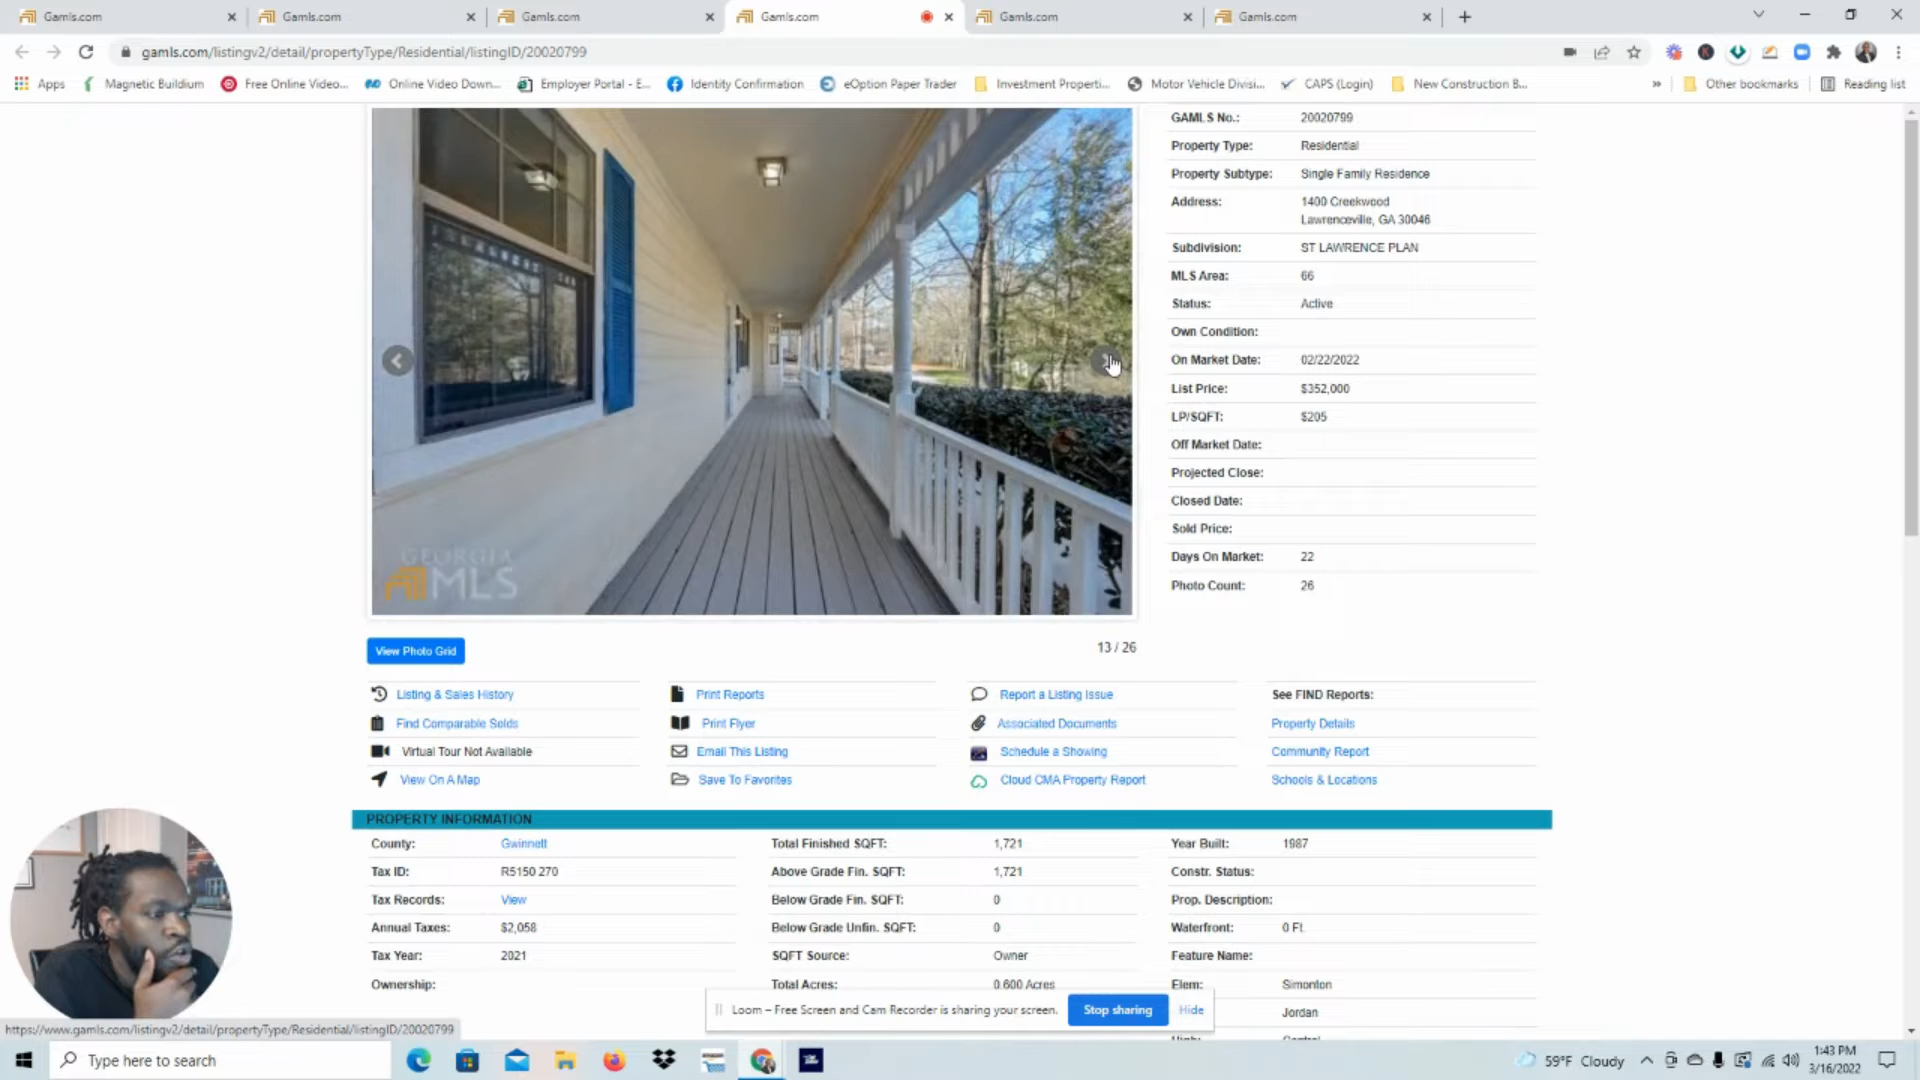 Gamls.com
Gamls.com
Gamls.com
Gamls.com
Gamls.com
Gamls.com
gamls.com/listingv2/detail/propertyType/Residential/listingID/20020799
Apps
Magnetic Buildium
Free Online Video...
Online Video Down...
Employer Portal - E...
Identity Confirmation
eOption Paper Trader
Investment Properti...
Motor Vehicle Divisi...
CAPS (Login)
New Construction B...
»
Other bookmarks
Reading list
GAMLS No.: 20020799
Property Type: Residential
Property Subtype: Single Family Residence
Address: 1400 Creekwood
Lawrenceville, GA 30046
Subdivision: ST LAWRENCE PLAN
MLS Area: 66
Status: Active
Own Condition:
On Market Date: 02/22/2022
List Price: $352,000
LP/SQFT: $205
Off Market Date:
Projected Close:
Closed Date:
Sold Price:
Days On Market: 22
Photo Count: 26
GEORGIA
MLS
View Photo Grid
13 / 26
Listing & Sales History
Print Reports
Report a Listing Issue
See FIND Reports:
Find Comparable Solds
Print Flyer
Associated Documents
Property Details
Virtual Tour Not Available
Email This Listing
Schedule a Showing
Community Report
View On A Map
Save To Favorites
Cloud CMA Property Report
Schools & Locations
PROPERTY INFORMATION
County: Gwinnett
Total Finished SQFT: 1,721
Year Built: 1987
Tax ID: R5150 270
Above Grade Fin. SQFT: 1,721
Constr. Status:
Tax Records: View
Below Grade Fin. SQFT: 0
Prop. Description:
Annual Taxes: $2,058
Below Grade Unfin. SQFT: 0
Waterfront: 0 Ft.
Tax Year: 2021
SQFT Source: Owner
Feature Name:
Ownership:
Total Acres: 0.600 Acres
Elem: Simonton
Jordan
Loom – Free Screen and Cam Recorder is sharing your screen.
Stop sharing
Hide
https://www.gamls.com/listingv2/detail/propertyType/Residential/listingID/20020799
Type here to search
59°F Cloudy
1:43 PM
3/16/2022